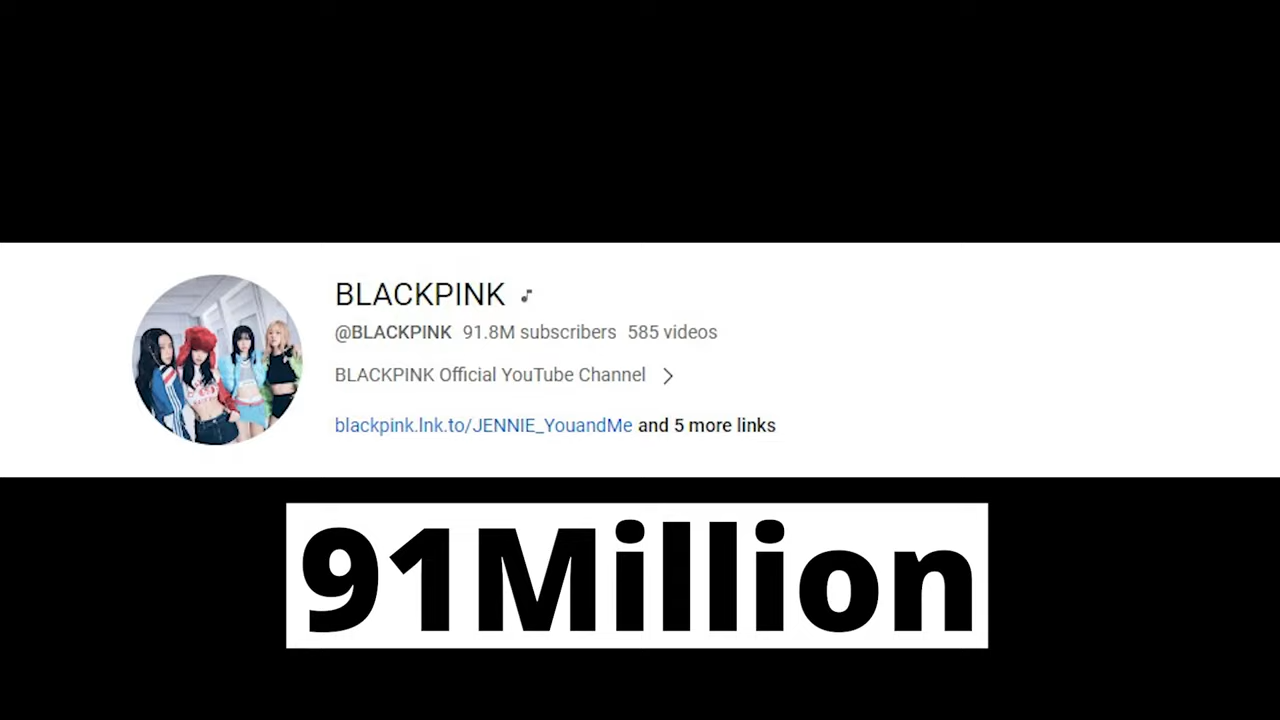 BLACKPINK
@BLACKPINK 91.8M subscribers 585 videos
BLACKPINK Official YouTube Channel
blackpink.lnk.to/JENNIE_YouandMe and 5 more links
91Million